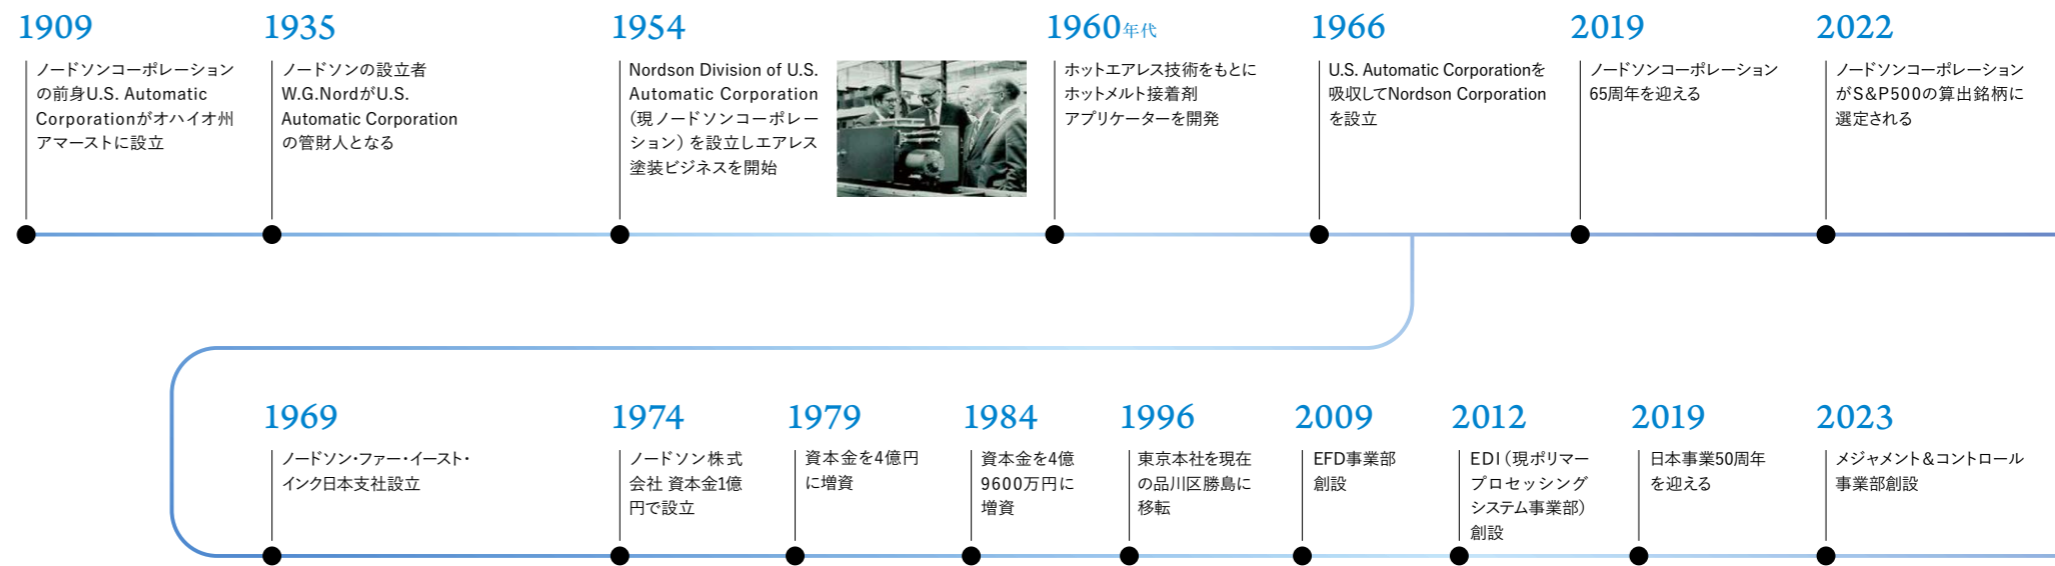 1909
ノードソンコーポレーション
の前身U.S. Automatic
Corporationがオハイオ州
アマーストに設立
1935
ノードソンの設立者
W.G.NordがU.S.
Automatic Corporation
の管財人となる
1954
Nordson Division of U.S.
Automatic Corporation
(現ノードソンコーポレー
ション)を設立しエアレス
塗装ビジネスを開始
1960年代
ホットエアレス技術をもとに
ホットメルト接着剤
アプリケーターを開発
1966
U.S. Automatic Corporationを
吸収してNordson Corporation
を設立
2019
ノードソンコーポレーション
65周年を迎える
2022
ノードソンコーポレーション
がS&P500の算出銘柄に
選定される
1969
ノードソン・ファー・イースト・
インク日本支社設立
1974
ノードソン株式
会社 資本金1億
円で設立
1979
資本金を4億円
に増資
1984
資本金を4億
9600万円に
増資
1996
東京本社を現在
の品川区勝島に
移転
2009
EFD事業部
創設
2012
EDI(現ポリマー
プロセッシング
システム事業部)
創設
2019
日本事業50周年
を迎える
2023
メジャメント&コントロール
事業部創設